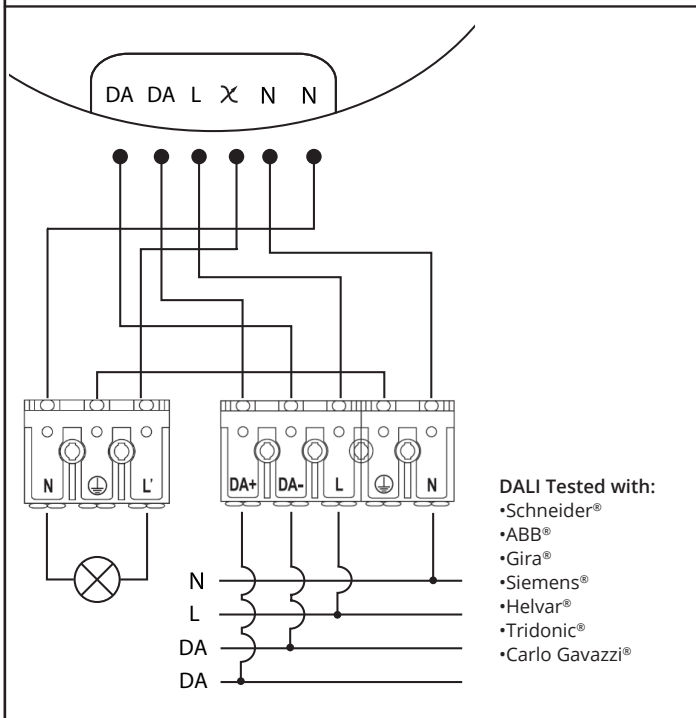 DA DA L N N
N L' DA+ DA- L N
N
L
DA
DA
DALI Tested with:
•Schneider®
•ABB®
•Gira®
•Siemens®
•Helvar®
•Tridonic®
•Carlo Gavazzi®